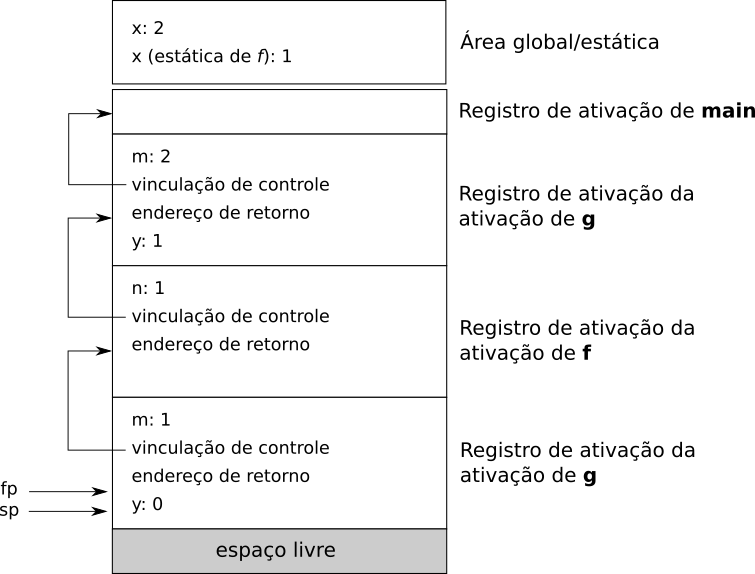 x: 2
x (estática de f): 1
Área global/estática
Registro de ativação de main
m: 2
vinculação de controle
endereço de retorno
y: 1
Registro de ativação da
ativação de g
n: 1
vinculação de controle
endereço de retorno
Registro de ativação da
ativação de f
m: 1
vinculação de controle
endereço de retorno
y: 0
Registro de ativação da
ativação de g
fp
sp
espaço livre